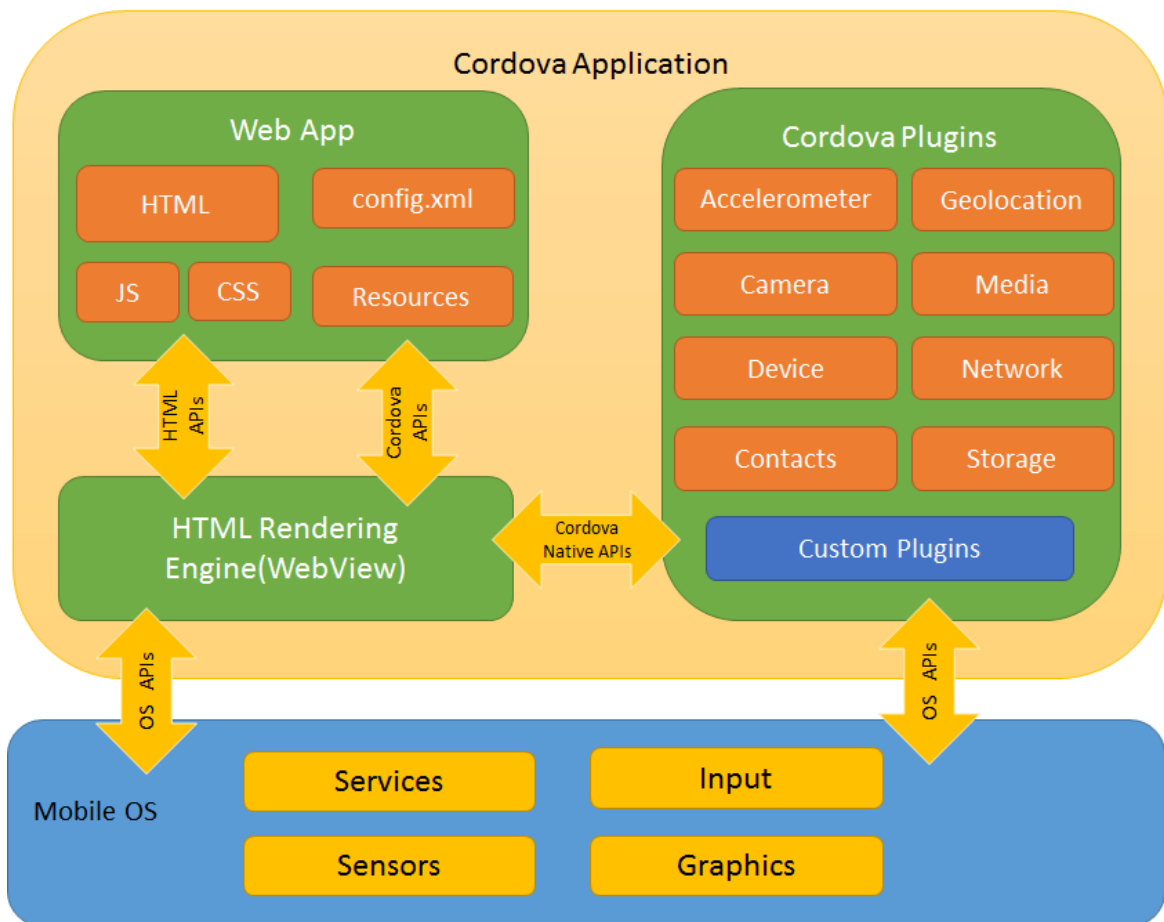 Cordova Application
Web App
HTML
config.xml
JS
CSS
Resources
HTML
APIs
Cordova
APIs
HTML Rendering
Engine(WebView)
Cordova
Native APIs
Cordova Plugins
Accelerometer
Geolocation
Camera
Media
Device
Network
Contacts
Storage
Custom Plugins
OS APIs
OS APIs
Mobile OS
Services
Input
Sensors
Graphics